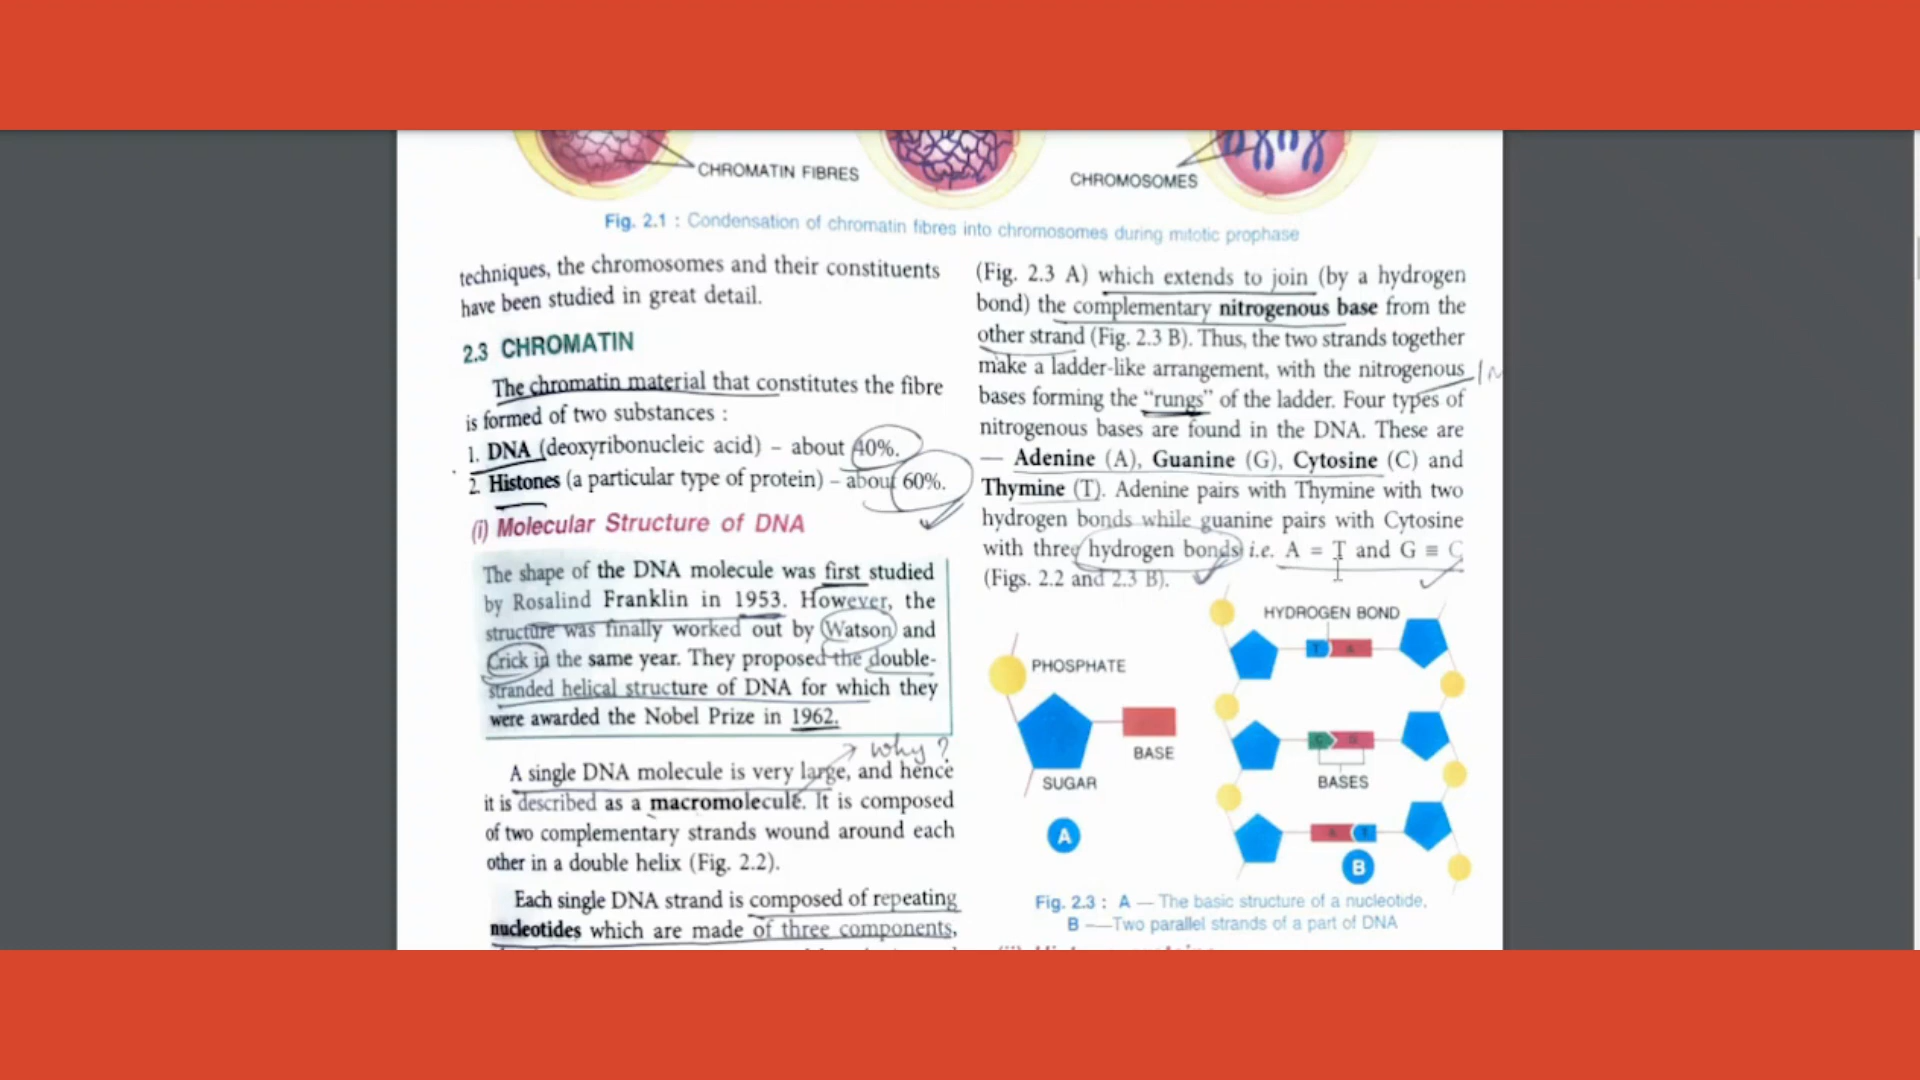 CHROMATIN FIBRES
CHROMOSOMES
Fig. 2.1 : Condensation of chromatin fibres into chromosomes during mitotic prophase
techniques, the chromosomes and their constituents
have been studied in great detail.
2.3 CHROMATIN
The chromatin material that constitutes the fibre
is formed of two substances :
1. DNA (deoxyribonucleic acid) – about 40%.
2. Histones (a particular type of protein) – about 60%.
(i) Molecular Structure of DNA
The shape of the DNA molecule was first studied
by Rosalind Franklin in 1953. However, the
structure was finally worked out by Watson and
Crick in the same year. They proposed the double-
stranded helical structure of DNA for which they
were awarded the Nobel Prize in 1962.
why ?
A single DNA molecule is very large, and hence
it is described as a macromolecule. It is composed
of two complementary strands wound around each
other in a double helix (Fig. 2.2).
Each single DNA strand is composed of repeating
nucleotides which are made of three components,
(Fig. 2.3 A) which extends to join (by a hydrogen
bond) the complementary nitrogenous base from the
other strand (Fig. 2.3 B). Thus, the two strands together
make a ladder-like arrangement, with the nitrogenous
bases forming the “rungs” of the ladder. Four types of
nitrogenous bases are found in the DNA. These are
— Adenine (A), Guanine (G), Cytosine (C) and
Thymine (T). Adenine pairs with Thymine with two
hydrogen bonds while guanine pairs with Cytosine
with three hydrogen bonds i.e. A = T and G ≡ C
(Figs. 2.2 and 2.3 B).
HYDROGEN BOND
T A
PHOSPHATE
C G
BASE
BASES
SUGAR
A T
A
B
Fig. 2.3 : A — The basic structure of a nucleotide,
B —Two parallel strands of a part of DNA